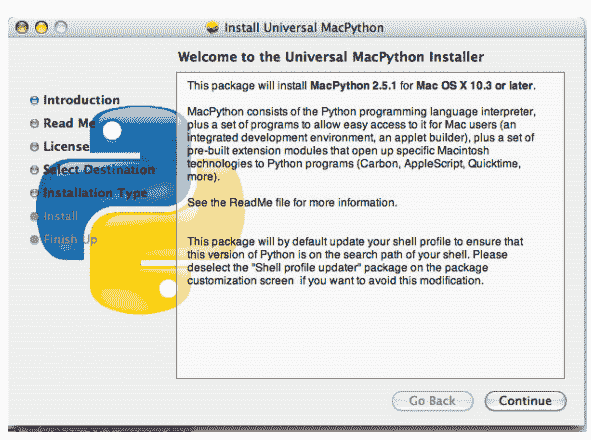 Install Universal MacPython
Welcome to the Universal MacPython Installer
Introduction
Read Me
License
Select Destination
Installation Type
Install
Finish Up
This package will install MacPython 2.5.1 for Mac OS X 10.3 or later.
MacPython consists of the Python programming language interpreter,
plus a set of programs to allow easy access to it for Mac users (an
integrated development environment, an applet builder), plus a set of
pre-built extension modules that open up specific Macintosh
technologies to Python programs (Carbon, AppleScript, Quicktime,
more).
See the ReadMe file for more information.
This package will by default update your shell profile to ensure that
this version of Python is on the search path of your shell. Please
deselect the "Shell profile updater" package on the package
customization screen if you want to avoid this modification.
Go Back
Continue